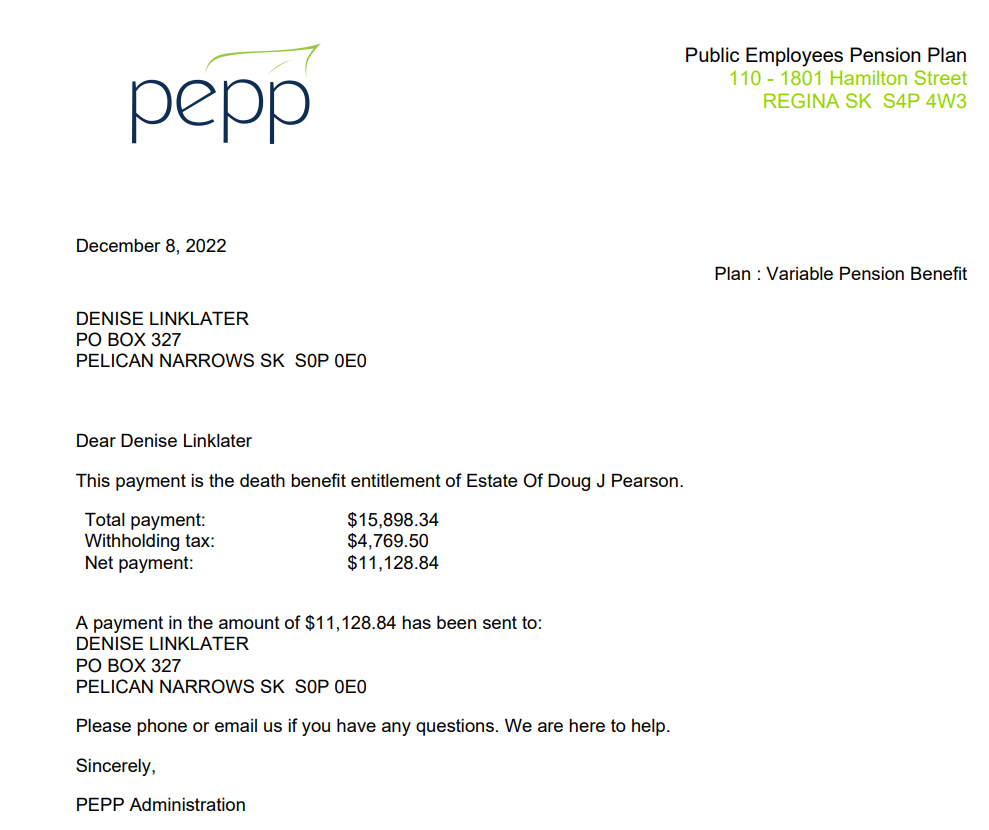 pepp
Public Employees Pension Plan
110 - 1801 Hamilton Street
REGINA SK  S4P 4W3
December 8, 2022
Plan : Variable Pension Benefit
DENISE LINKLATER
PO BOX 327
PELICAN NARROWS SK  S0P 0E0
Dear Denise Linklater
This payment is the death benefit entitlement of Estate Of Doug J Pearson.
Total payment: $15,898.34
Withholding tax: $4,769.50
Net payment: $11,128.84
A payment in the amount of $11,128.84 has been sent to:
DENISE LINKLATER
PO BOX 327
PELICAN NARROWS SK  S0P 0E0
Please phone or email us if you have any questions. We are here to help.
Sincerely,
PEPP Administration